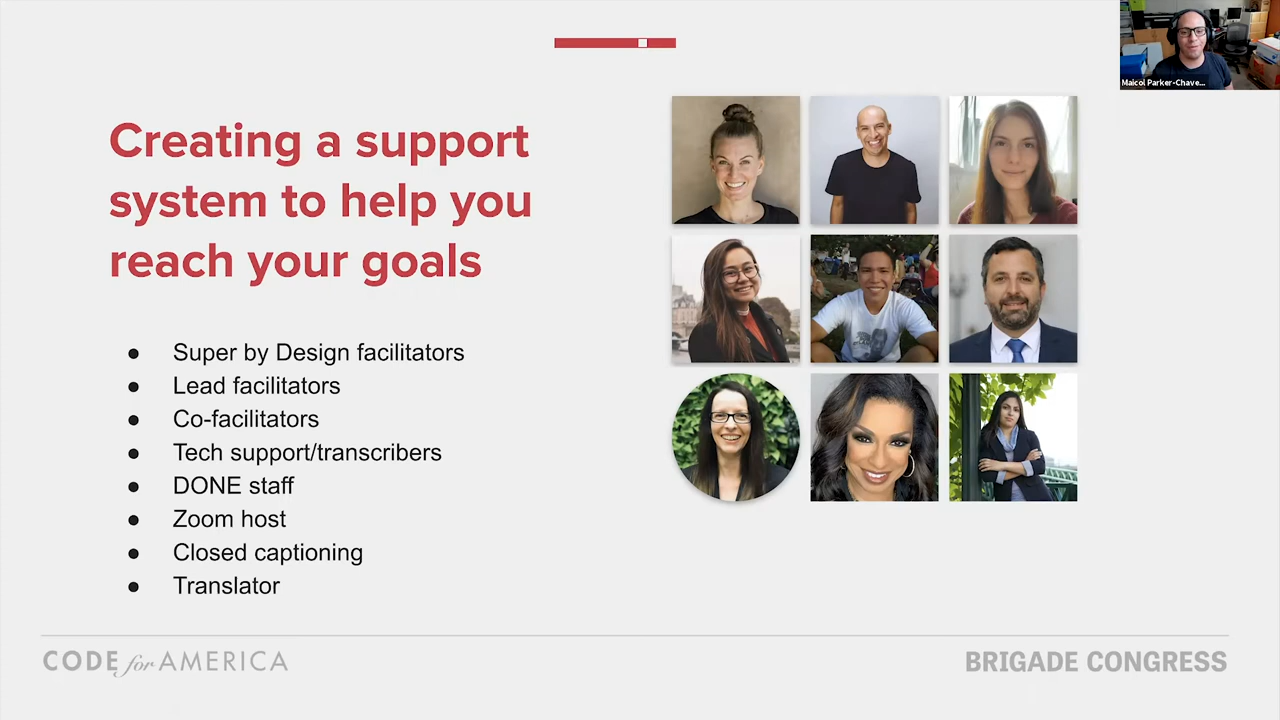 Maicol Parker-Chave...
Creating a support
system to help you
reach your goals
● Super by Design facilitators
● Lead facilitators
● Co-facilitators
● Tech support/transcribers
● DONE staff
● Zoom host
● Closed captioning
● Translator
CODE for AMERICA
BRIGADE CONGRESS